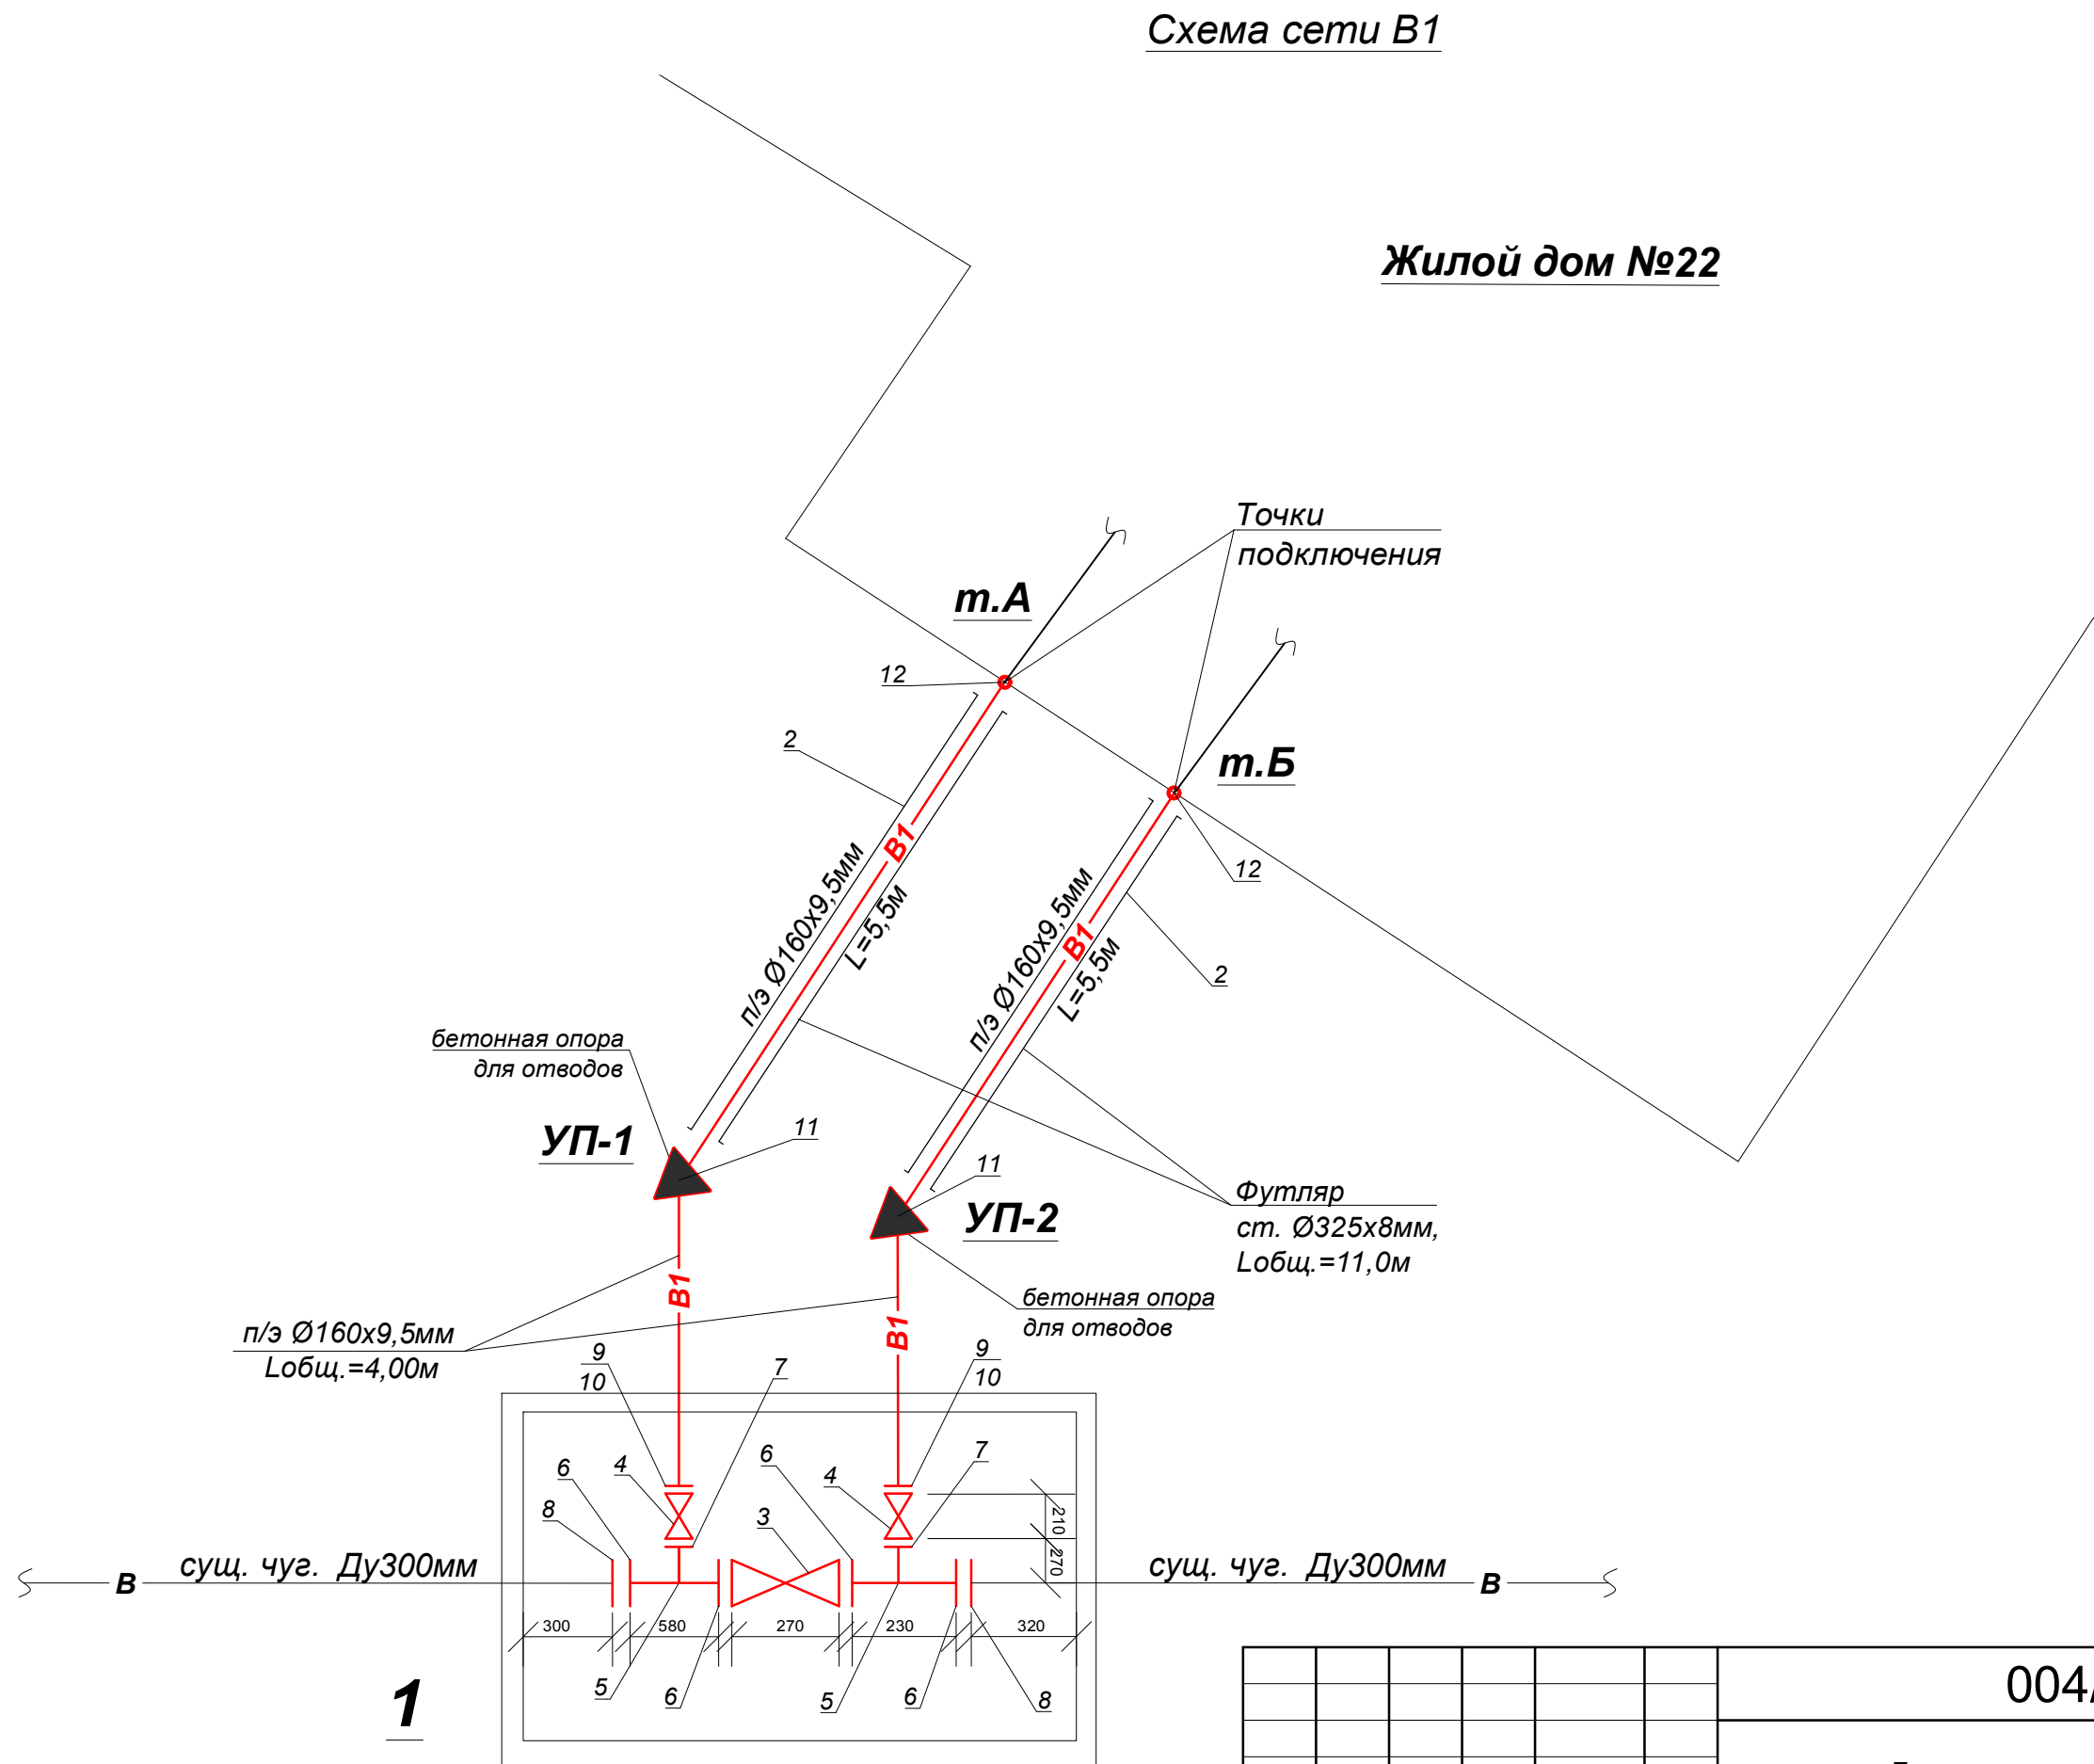 Схема сети В1
Жилой дом №22
Точки
подключения
т.А
12
2
т.Б
12
п/э Ø160х9,5мм
В1
L=5,5м
п/э Ø160х9,5мм
В1
L=5,5м
2
бетонная опора
для отводов
УП-1
11
11
УП-2
Футляр
ст. Ø325х8мм,
Lобщ.=11,0м
В1
В1
бетонная опора
для отводов
п/э Ø160х9,5мм
Lобщ.=4,00м
9
10
7
9
10
6
4
6
4
7
8
3
210
270
В
сущ. чуг. Ду300мм
сущ. чуг. Ду300мм
В
300
580
270
230
320
5
6
5
6
8
1
004/